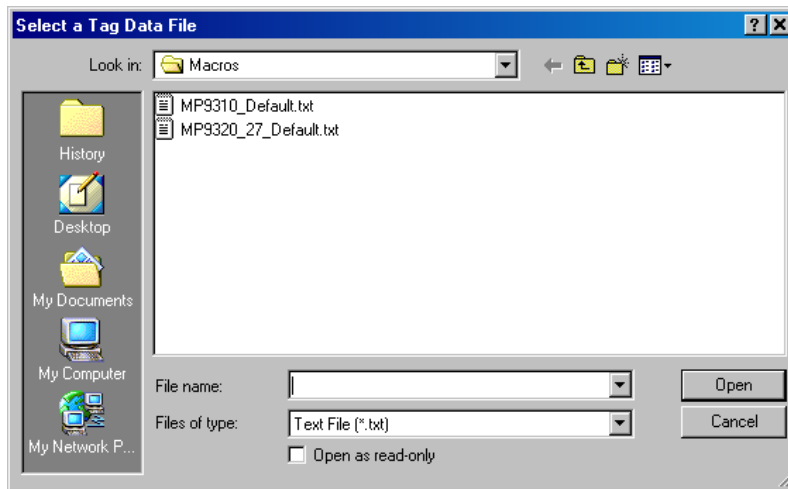 Select a Tag Data File
Look in: Macros
MP9310_Default.txt
MP9320_27_Default.txt
History
Desktop
My Documents
My Computer
My Network P...
File name:
Open
Files of type: Text File (*.txt)
Cancel
Open as read-only